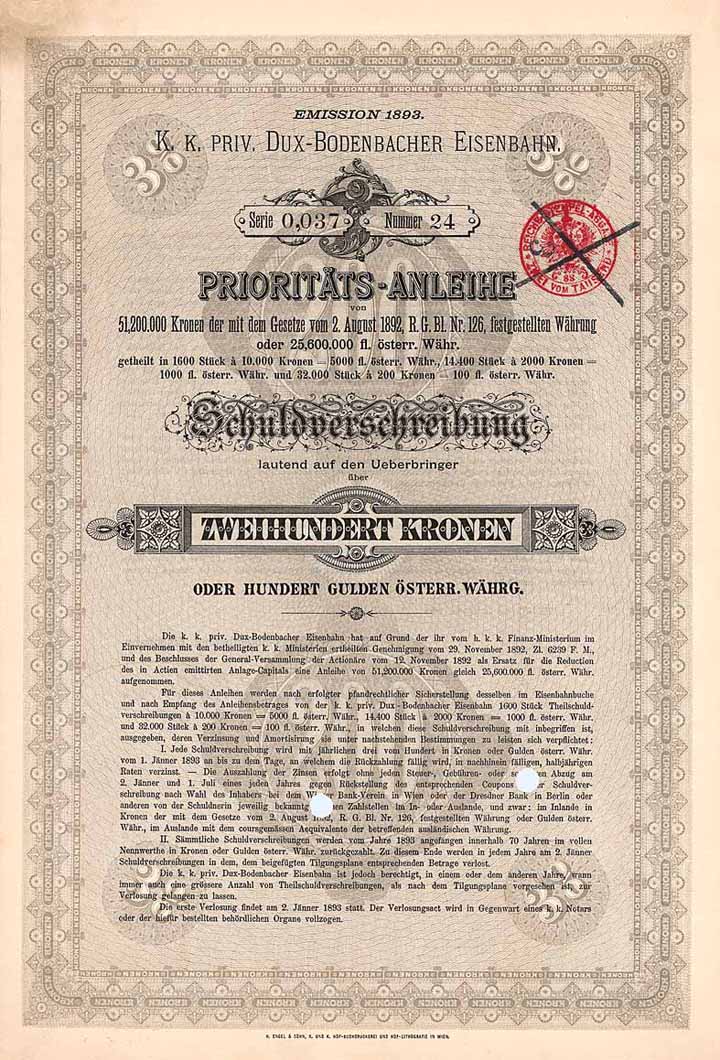 EMISSION 1893.
K. K. PRIV. DUX-BODENBACHER EISENBAHN.
3% 3%
Serie 0,037 Nummer 24
PRIORITÄTS-ANLEIHE
von
51,200.000 Kronen der mit dem Gesetze vom 2. August 1892, R. G. Bl. Nr. 126, festgestellten Währung
oder 25,600.000 fl. österr. Währ.
getheilt in 1600 Stück à 10.000 Kronen = 5000 fl. österr. Währ., 14.400 Stück à 2000 Kronen =
1000 fl. österr. Währ. und 32.000 Stück à 200 Kronen = 100 fl. österr. Währ.
Schuldverschreibung
lautend auf den Ueberbringer
über
ZWEIHUNDERT KRONEN
ODER HUNDERT GULDEN ÖSTERR. WÄHRG.
Die k. k. priv. Dux-Bodenbacher Eisenbahn hat auf Grund der ihr vom h. k. k. Finanz-Ministerium im
Einvernehmen mit den betheiligten k. k. Ministerien ertheilten Genehmigung vom 29. November 1892, Zl. 6239 F. M.,
und des Beschlusses der General-Versammlung der Actionäre vom 12. November 1892 als Ersatz für die Reduction
des in Actien emittirten Anlage-Capitals eine Anleihe von 51,200.000 Kronen gleich 25,600.000 fl. österr. Währ.
aufgenommen.
Für dieses Anleihen werden nach erfolgter pfandrechtlicher Sicherstellung desselben im Eisenbahnbuche
und nach Empfang des Anleihensbetrages von der k. k. priv. Dux-Bodenbacher Eisenbahn 1600 Stück Theilschuld-
verschreibungen à 10.000 Kronen = 5000 fl. österr. Währ., 14.400 Stück à 2000 Kronen = 1000 fl. österr. Währ.
und 32.000 Stück à 200 Kronen = 100 fl. österr. Währ., in welchen diese Schuldverschreibung mit inbegriffen ist,
ausgegeben, deren Verzinsung und Amortisirung sie unter nachstehenden Bestimmungen zu leisten sich verpflichtet:
I. Jede Schuldverschreibung wird mit jährlichen drei vom Hundert in Kronen oder Gulden österr. Währ.
vom 1. Jänner 1893 an bis zu dem Tage, an welchem die Rückzahlung fällig wird, in nachhinein fälligen, halbjährigen
Raten verzinst. — Die Auszahlung der Zinsen erfolgt ohne jeden Steuer-, Gebühren- oder Abzug am
2. Jänner und 1. Juli eines jeden Jahres gegen Rückstellung des entsprechenden Coupons Schuldver-
schreibung nach Wahl des Inhabers bei dem Wiener Bank-Verein in Wien oder der Dresdner Bank in Berlin oder
anderen von der Schuldnerin jeweilig bekannt Zahlstellen im In- oder Auslande, und zwar: im Inlande in
Kronen der mit dem Gesetze vom 2. August 1892, R. G. Bl. Nr. 126, festgestellten Währung oder Gulden österr.
Währ., im Auslande mit dem coursgemässen Aequivalente der betreffenden ausländischen Währung.
II. Sämmtliche Schuldverschreibungen werden vom Jahre 1893 angefangen innerhalb 70 Jahren im vollen
Nennwerthe in Kronen oder Gulden österr. Währ. zurückgezahlt. Zu diesem Ende werden in jedem Jahre am 2. Jänner
Schuldverschreibungen in dem, dem beigefügten Tilgungsplane entsprechenden Betrage verlost.
Die k. k. priv. Dux-Bodenbacher Eisenbahn ist jedoch berechtigt, in einem oder dem anderen Jahre, wann
immer auch eine grössere Anzahl von Theilschuldverschreibungen, als nach dem Tilgungsplane vorgesehen ist, zur
Verlosung gelangen zu lassen.
Die erste Verlosung findet am 2. Jänner 1893 statt. Der Verlosungsact wird in Gegenwart eines k. k. Notars
oder der hiefür bestellten behördlichen Organe vollzogen.
3% 3%
H. ENGEL & SOHN, K. UND K. HOF-BUCHDRUCKEREI UND HOF-LITHOGRAFIE IN WIEN.